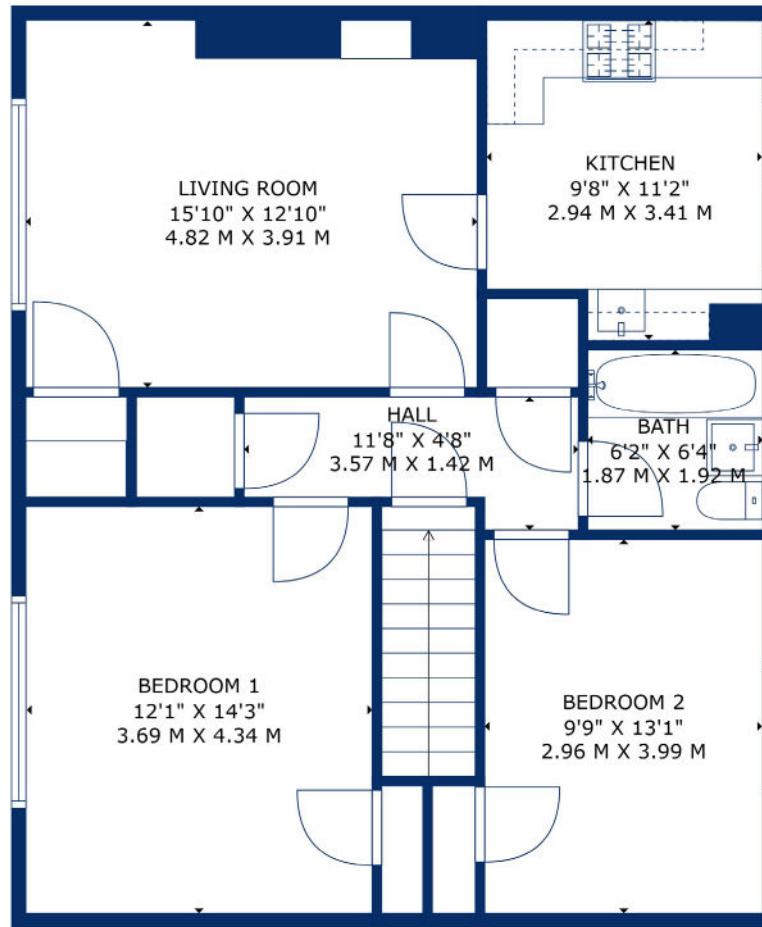 LIVING ROOM
15'10" X 12'10"
4.82 M X 3.91 M
KITCHEN
9'8" X 11'2"
2.94 M X 3.41 M
HALL
11'8" X 4'8"
3.57 M X 1.42 M
BATH
6'2" X 6'4"
1.87 M X 1.92 M
BEDROOM 1
12'1" X 14'3"
3.69 M X 4.34 M
BEDROOM 2
9'9" X 13'1"
2.96 M X 3.99 M